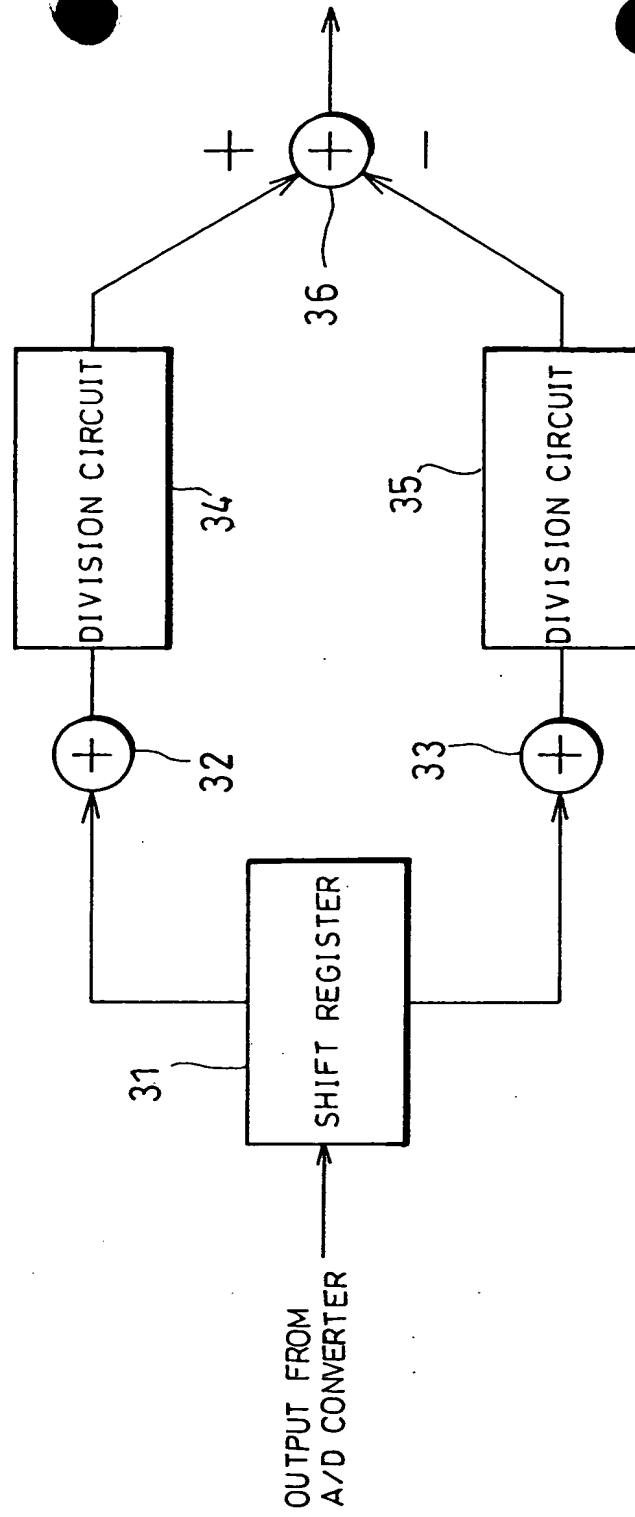 OUTPUT FROM
A/D CONVERTER
31
SHIFT REGISTER
32
33
DIVISION CIRCUIT
34
35
DIVISION CIRCUIT
36
+
+
+
+
−